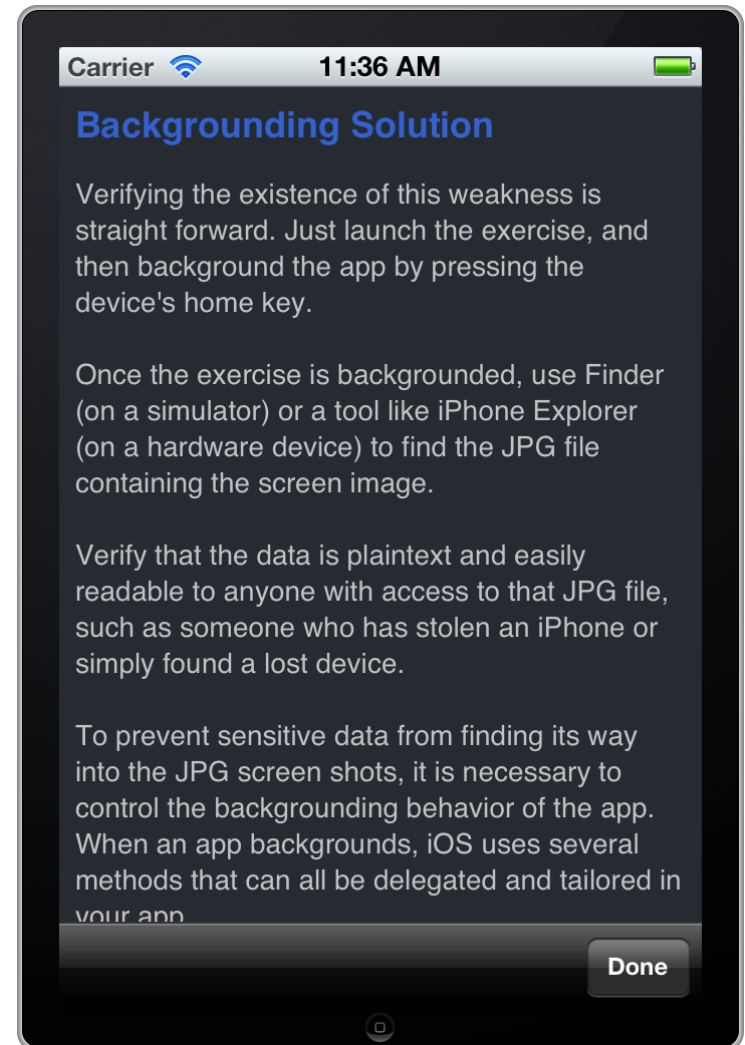 Carrier 11:36 AM
Backgrounding Solution
Verifying the existence of this weakness is
straight forward. Just launch the exercise, and
then background the app by pressing the
device's home key.
Once the exercise is backgrounded, use Finder
(on a simulator) or a tool like iPhone Explorer
(on a hardware device) to find the JPG file
containing the screen image.
Verify that the data is plaintext and easily
readable to anyone with access to that JPG file,
such as someone who has stolen an iPhone or
simply found a lost device.
To prevent sensitive data from finding its way
into the JPG screen shots, it is necessary to
control the backgrounding behavior of the app.
When an app backgrounds, iOS uses several
methods that can all be delegated and tailored in
your app
Done